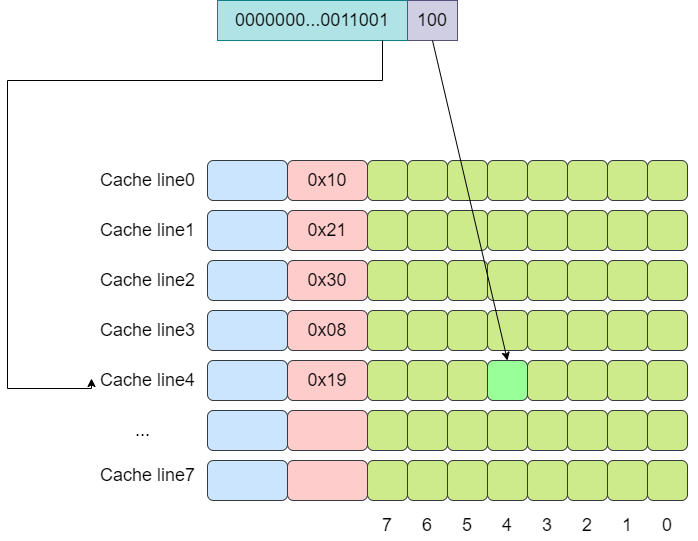 0000000...0011001 100
Cache line0 0x10
Cache line1 0x21
Cache line2 0x30
Cache line3 0x08
Cache line4 0x19
...
Cache line7
7 6 5 4 3 2 1 0